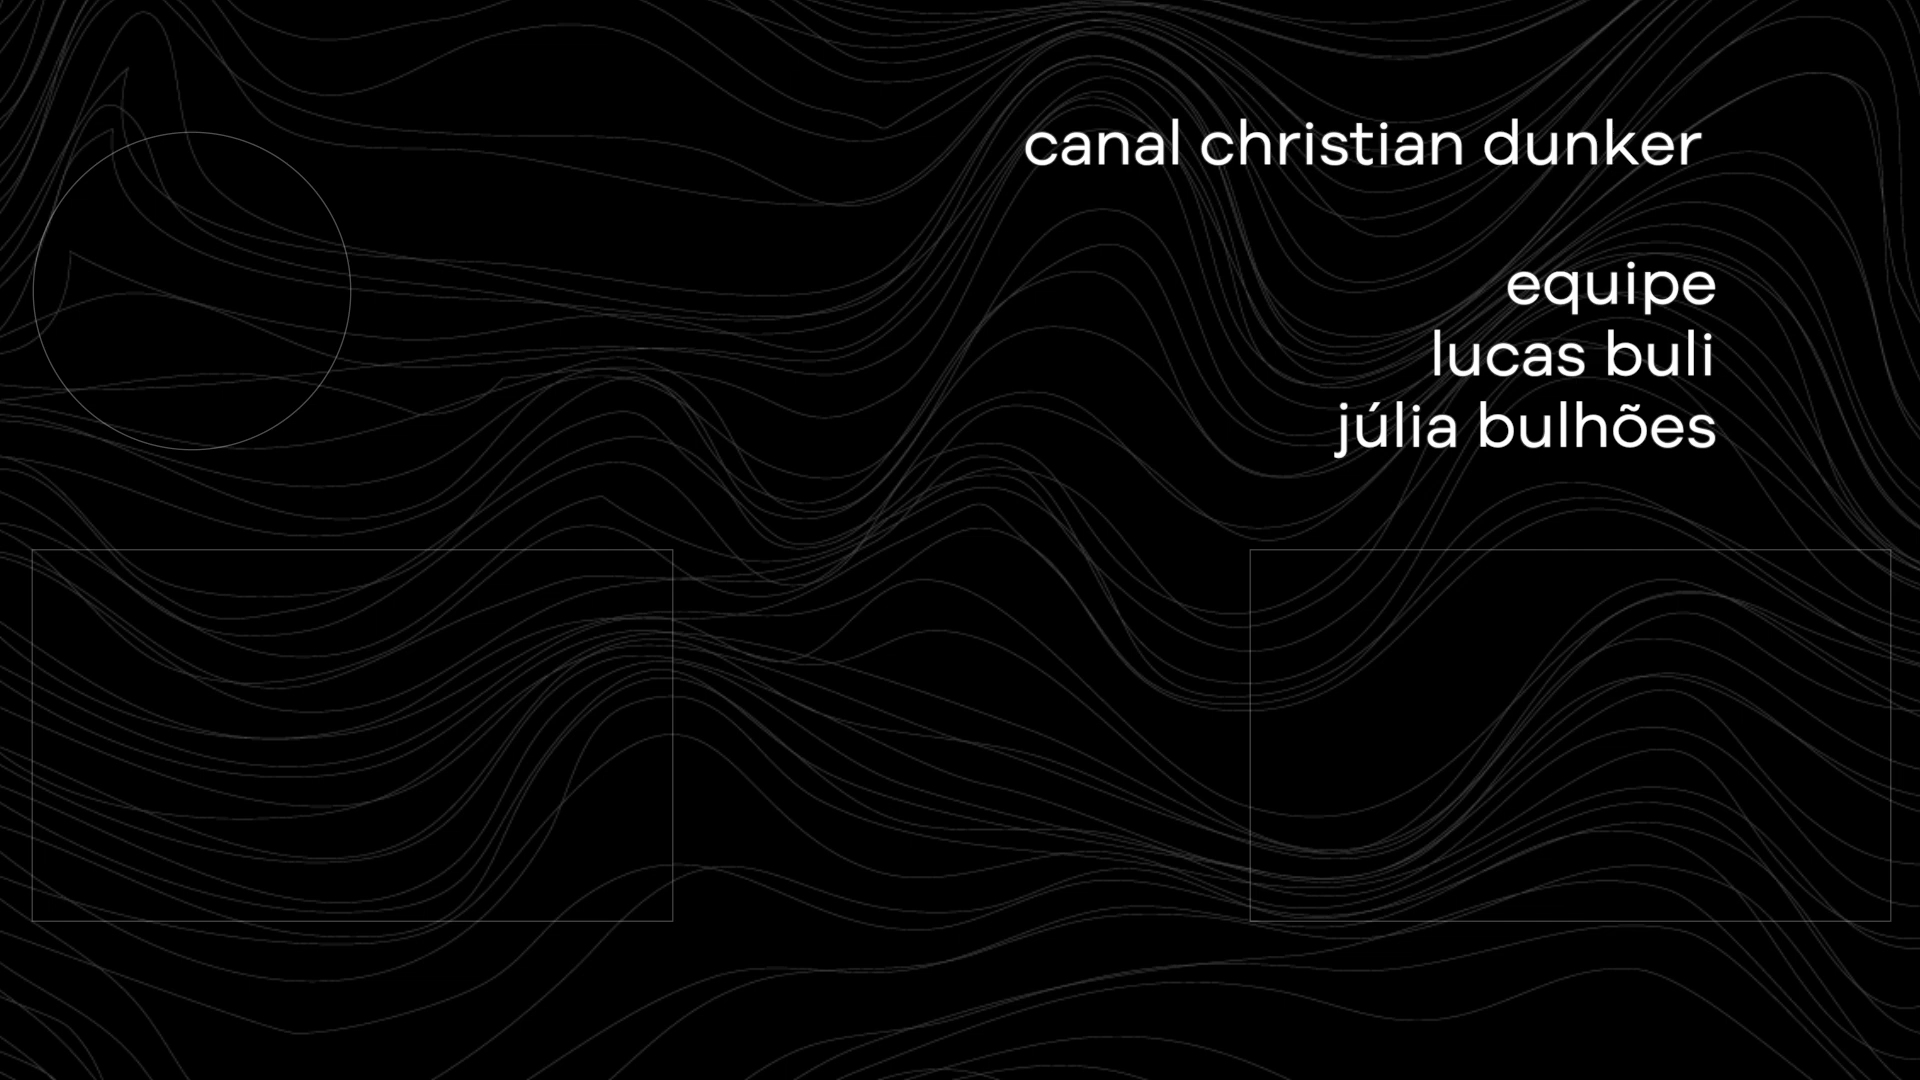 canal christian dunker
equipe
lucas buli
júlia bulhões